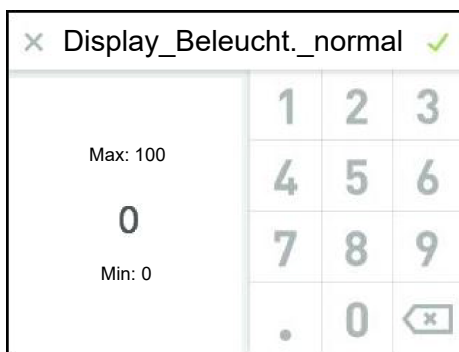 × Display_Beleucht._normal ✓
1 2 3
Max: 100
4 5 6
0
7 8 9
Min: 0
. 0